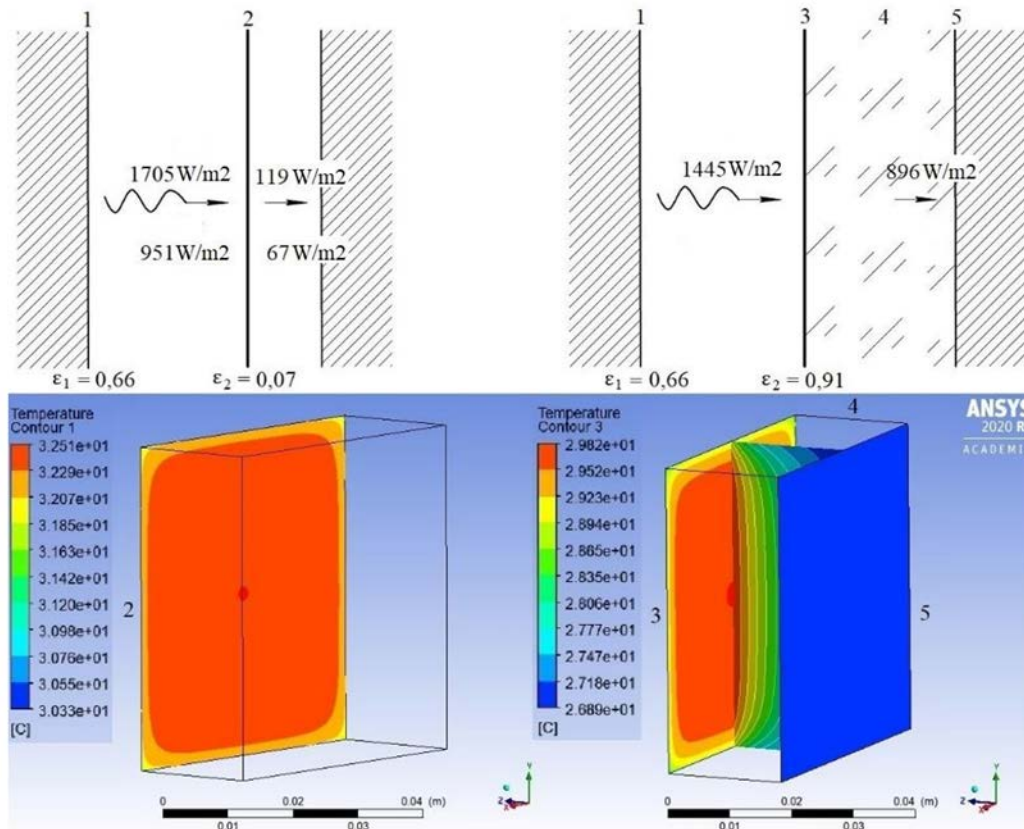 1
2
1705 W/m2
119 W/m2
951 W/m2
67 W/m2
ε1 = 0,66
ε2 = 0,07
1
3
4
5
1445 W/m2
896 W/m2
ε1 = 0,66
ε2 = 0,91
Temperature
Contour 1
3.251e+01
3.229e+01
3.207e+01
3.185e+01
3.163e+01
3.142e+01
3.120e+01
3.098e+01
3.076e+01
3.055e+01
3.033e+01
[C]
2
0
0.02
0.04 (m)
0.01
0.03
Y
Z
X
Temperature
Contour 3
2.982e+01
2.952e+01
2.923e+01
2.894e+01
2.865e+01
2.835e+01
2.806e+01
2.777e+01
2.747e+01
2.718e+01
2.689e+01
[C]
4
3
5
ANSYS
2020 R
ACADEMI
0
0.02
0.04 (m)
0.01
0.03
Y
Z
X